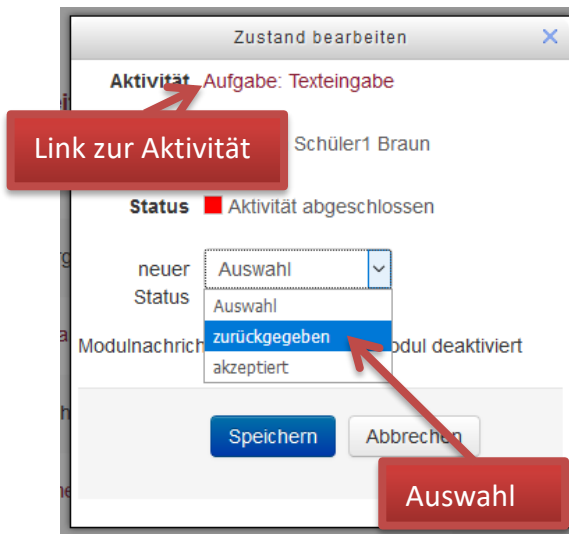 Zustand bearbeiten
Aktivität Aufgabe: Texteingabe
Link zur Aktivität
Schüler1 Braun
Status Aktivität abgeschlossen
neuer Status
Auswahl
Auswahl
zurückgegeben
akzeptiert
Modulnachrich odul deaktiviert
Speichern Abbrechen
Auswahl